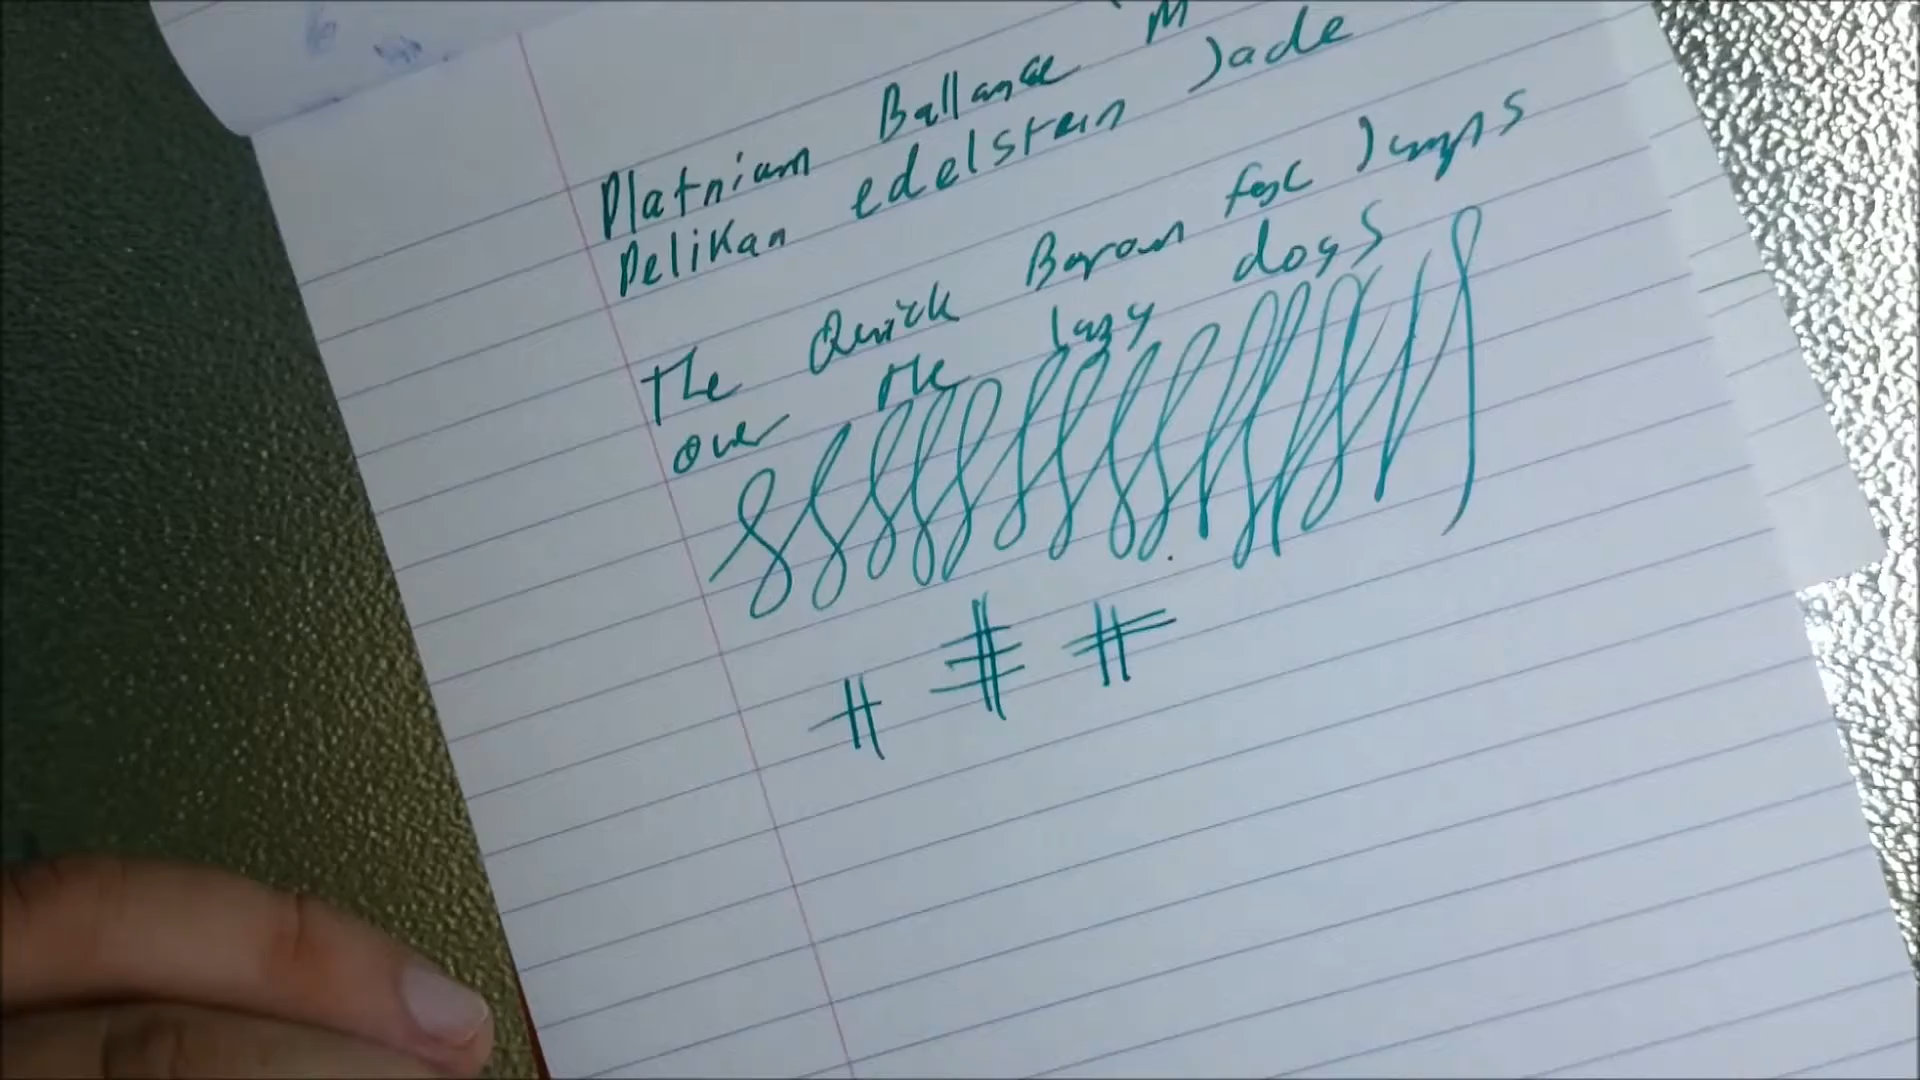 Platnium Ballance M
Pelikan edelstein Jade
The Quick Brown fox Jumps
over the lazy dogs